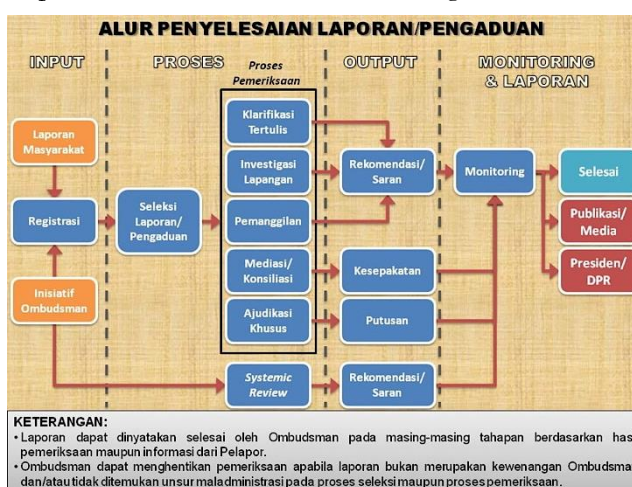 ALUR PENYELESAIAN LAPORAN/PENGADUAN
INPUT
PROSES
Proses
Pemeriksaan
OUTPUT
MONITORING
& LAPORAN
Laporan
Masyarakat
Registrasi
Inisiatif
Ombudsman
Seleksi
Laporan/
Pengaduan
Klarifikasi
Tertulis
Investigasi
Lapangan
Pemanggilan
Mediasi/
Konsiliasi
Ajudikasi
Khusus
Systemic
Review
Rekomendasi/
Saran
Kesepakatan
Putusan
Rekomendasi/
Saran
Monitoring
Selesai
Publikasi/
Media
Presiden/
DPR
KETERANGAN:
• Laporan dapat dinyatakan selesai oleh Ombudsman pada masing-masing tahapan berdasarkan has
pemeriksaan maupun informasi dari Pelapor.
• Ombudsman dapat menghentikan pemeriksaan apabila laporan bukan merupakan kewenangan Ombudsma
dan/atau tidak ditemukan unsur maladministrasi pada proses seleksi maupun proses pemeriksaan.